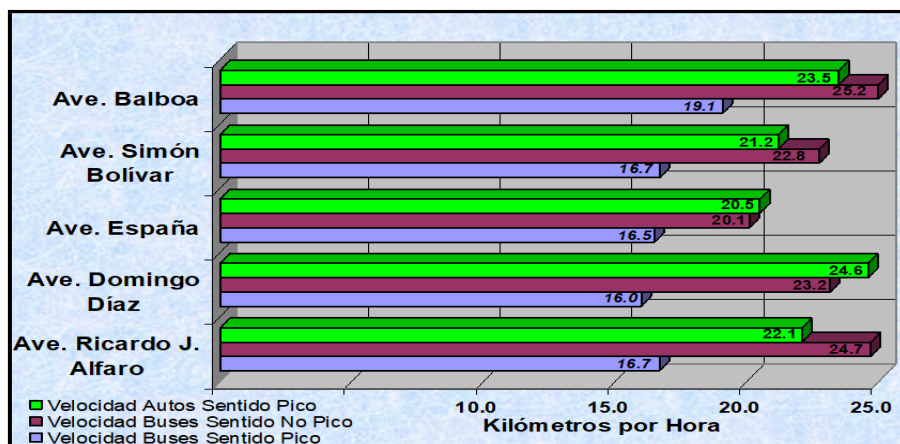 23.5
Ave. Balboa
25.2
19.1
Ave. Simón
Bolívar
21.2
22.8
16.7
Ave. España
20.5
20.1
16.5
Ave. Domingo
Díaz
24.6
23.2
16.0
Ave. Ricardo J.
Alfaro
22.1
24.7
16.7
Velocidad Autos Sentido Pico
10.0 15.0 20.0 25.0
Velocidad Buses Sentido No Pico
Kilómetros por Hora
Velocidad Buses Sentido Pico